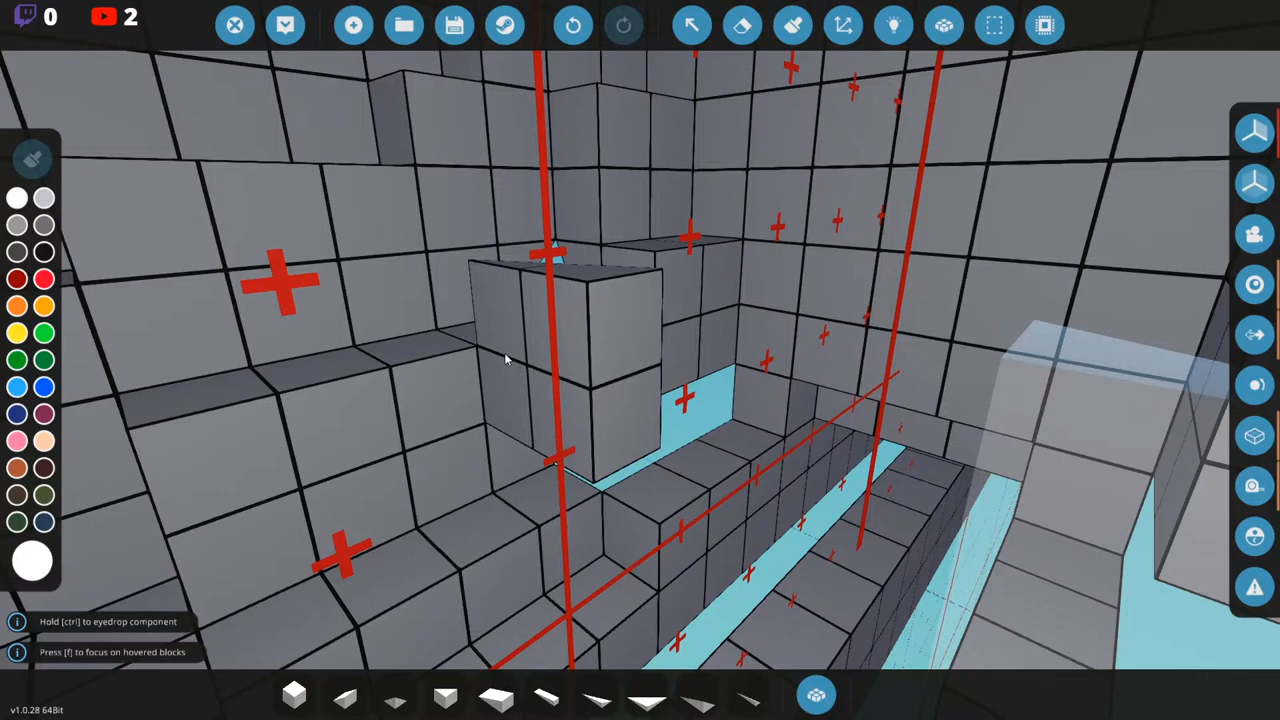 0
2
Hold [ctrl] to eyedrop component
Press [f] to focus on hovered blocks
v1.0.28 64Bit